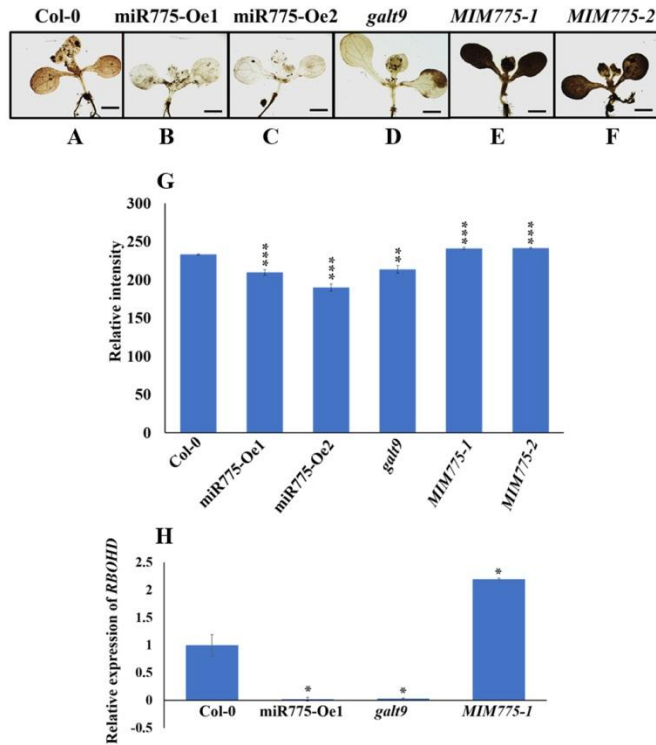 Col-0 miR775-Oe1 miR775-Oe2 galt9 MIM775-1 MIM775-2
A B C D E F
G
Relative intensity
300
250
200
150
100
50
0
*** *** ** *** ***
Col-0 miR775-Oe1 miR775-Oe2 galt9 MIM775-1 MIM775-2
H
Relative expression of RBOHD
2.5
2
1.5
1
0.5
0
-0.5
* * *
Col-0 miR775-Oe1 galt9 MIM775-1